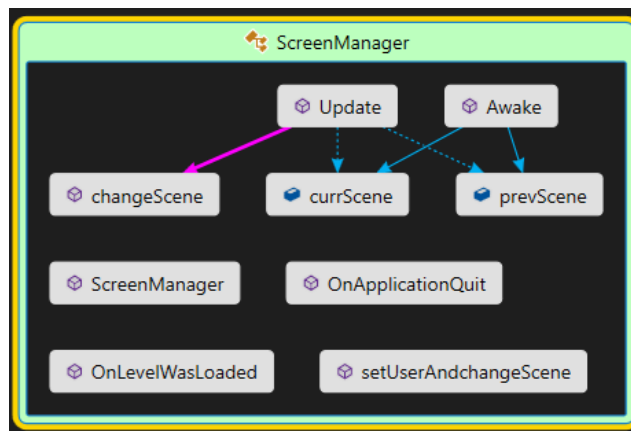 ScreenManager
Update
Awake
changeScene
currScene
prevScene
ScreenManager
OnApplicationQuit
OnLevelWasLoaded
setUserAndchangeScene